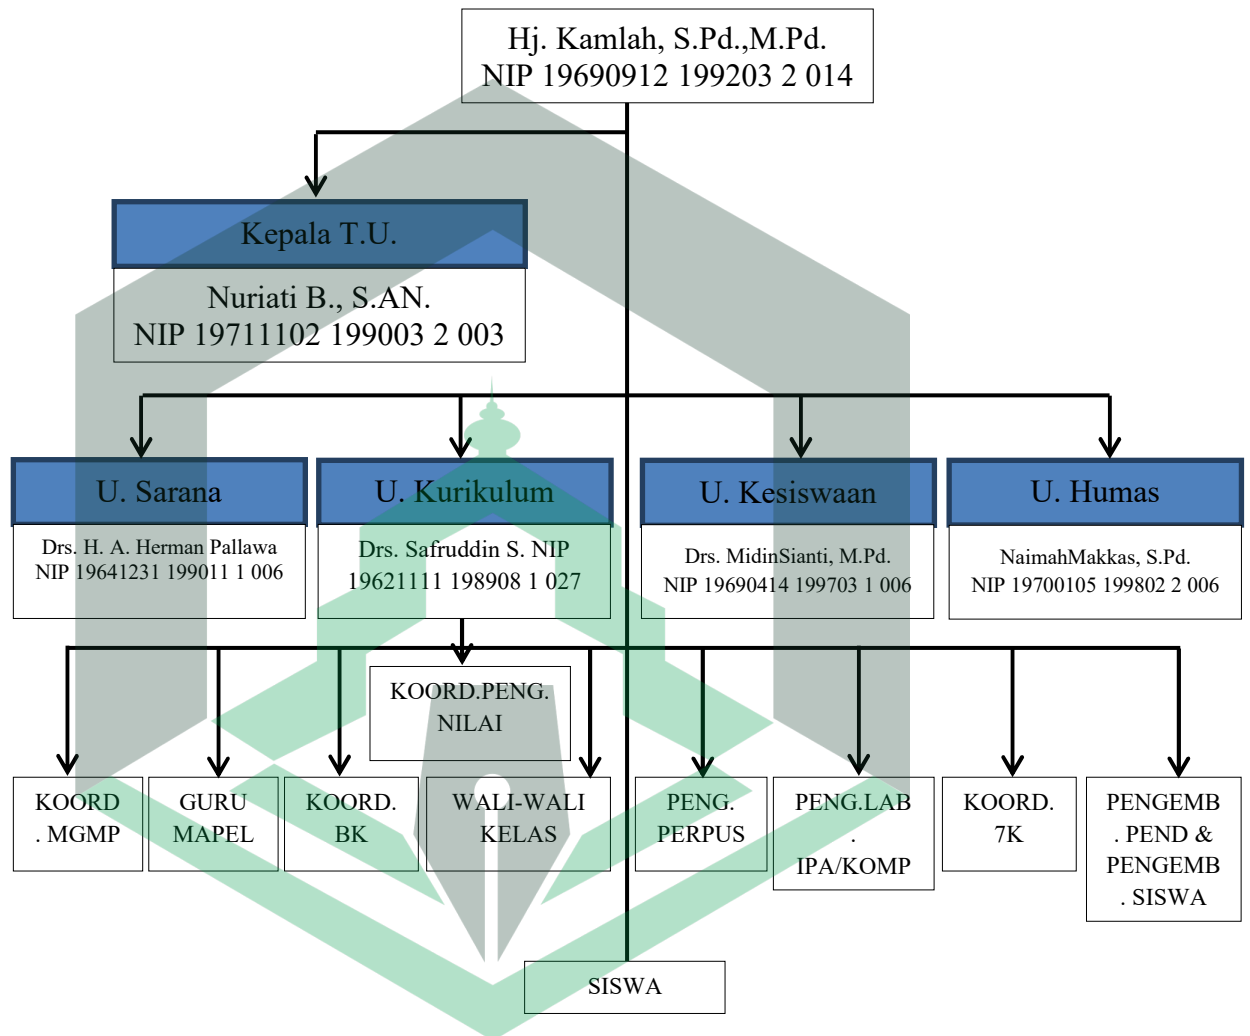 Hj. Kamlah, S.Pd.,M.Pd.
NIP 19690912 199203 2 014
Kepala T.U.
Nuriati B., S.AN.
NIP 19711102 199003 2 003
U. Sarana
Drs. H. A. Herman Pallawa
NIP 19641231 199011 1 006
U. Kurikulum
Drs. Safruddin S. NIP
19621111 198908 1 027
U. Kesiswaan
Drs. MidinSianti, M.Pd.
NIP 19690414 199703 1 006
U. Humas
NaimahMakkas, S.Pd.
NIP 19700105 199802 2 006
KOORD.PENG.
NILAI
KOORD
. MGMP
GURU
MAPEL
KOORD.
BK
WALI-WALI
KELAS
PENG.
PERPUS
PENG.LAB
.
IPA/KOMP
KOORD.
7K
PENGEMB
. PEND &
PENGEMB
. SISWA
SISWA